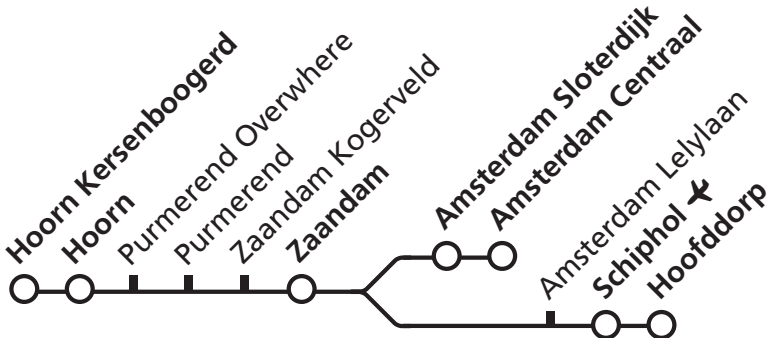 Hoorn Kersenboogerd
Hoorn
Purmerend Overwhere
Purmerend
Zaandam Kogerveld
Zaandam
Amsterdam Sloterdijk
Amsterdam Centraal
Amsterdam Lelylaan
Schiphol
Hoofddorp